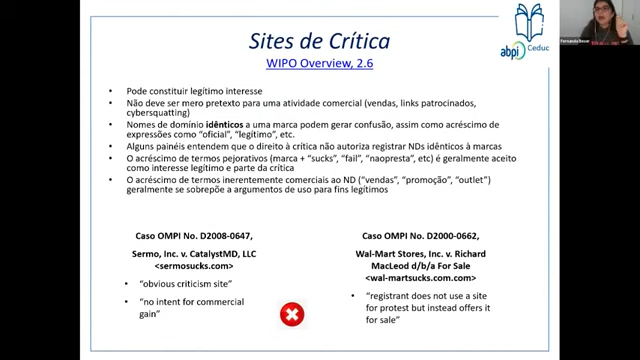 Sites de Crítica
WIPO Overview, 2.6
abpi Ceduc
Fernanda Beser
• Pode constituir legítimo interesse
• Não deve ser mero pretexto para uma atividade comercial (vendas, links patrocinados,
cybersquatting)
• Nomes de domínio idênticos a uma marca podem gerar confusão, assim como acréscimo de
expressões como “oficial”, “legítimo”, etc.
• Alguns painéis entendem que o direito à crítica não autoriza registrar NDs idênticos à marcas
• O acréscimo de termos pejorativos (marca + “sucks”, “fail”, “naopresta”, etc) é geralmente aceito
como interesse legítimo e parte da crítica
• O acréscimo de termos inerentemente comerciais ao ND (“vendas”, “promoção”, “outlet”)
geralmente se sobrepõe a argumentos de uso para fins legítimos
Caso OMPI No. D2008-0647,
Sermo, Inc. v. CatalystMD, LLC
<sermosucks.com>
• “obvious criticism site”
• “no intent for commercial
gain”
Caso OMPI No. D2000-0662,
Wal-Mart Stores, Inc. v. Richard
MacLeod d/b/a For Sale
<wal-martsucks.com.com>
• “registrant does not use a site
for protest but instead offers it
for sale”